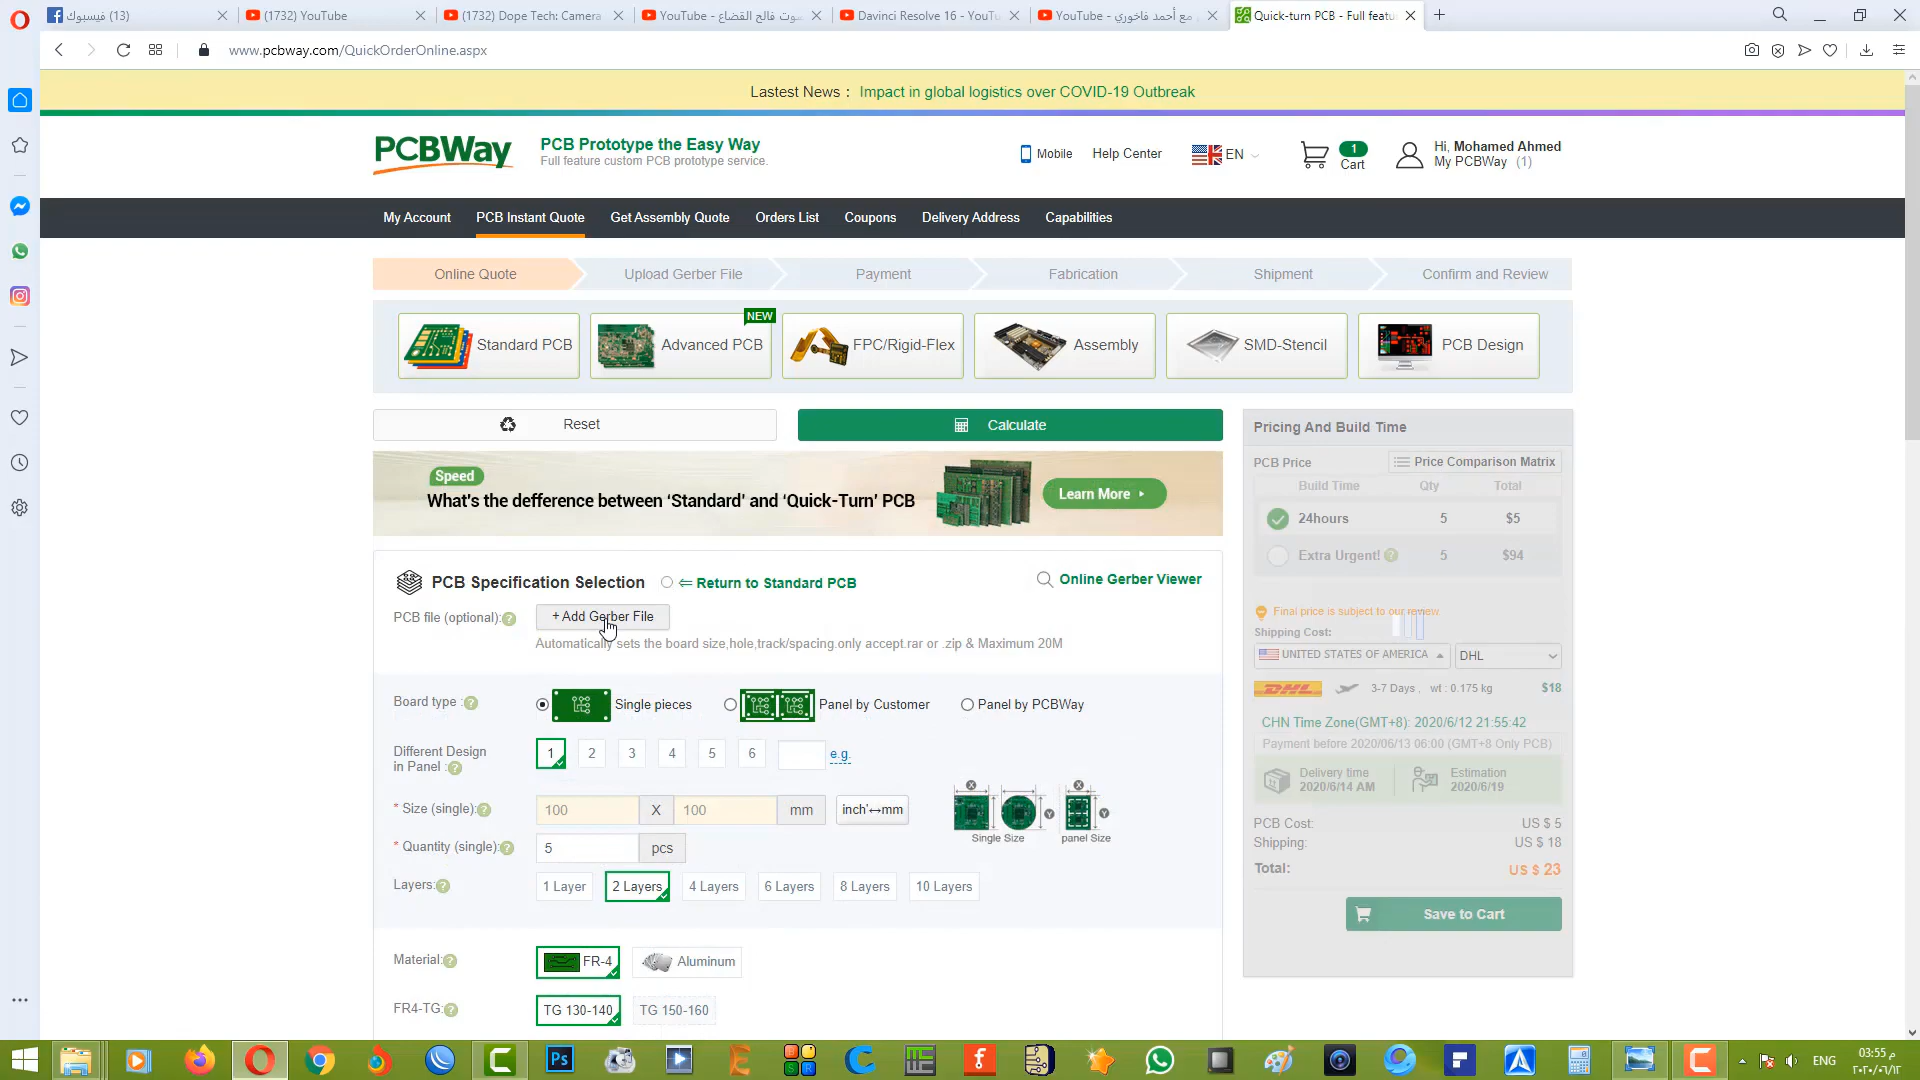 فيسبوك (13)
(1732) YouTube
(1732) Dope Tech: Camera
YouTube - صوت فالح القضاع
Davinci Resolve 16 - YouTu
YouTube - مع أحمد فاخوري
Quick-turn PCB - Full featu
www.pcbway.com/QuickOrderOnline.aspx
Lastest News : Impact in global logistics over COVID-19 Outbreak
PCBWay
PCB Prototype the Easy Way
Full feature custom PCB prototype service.
Mobile
Help Center
EN
1
Cart
Hi, Mohamed Ahmed
My PCBWay (1)
My Account
PCB Instant Quote
Get Assembly Quote
Orders List
Coupons
Delivery Address
Capabilities
Online Quote
Upload Gerber File
Payment
Fabrication
Shipment
Confirm and Review
Standard PCB
NEW
Advanced PCB
FPC/Rigid-Flex
Assembly
SMD-Stencil
PCB Design
Reset
Calculate
Speed
What's the defference between ‘Standard’ and ‘Quick-Turn’ PCB
Learn More
PCB Specification Selection
⇐ Return to Standard PCB
Online Gerber Viewer
PCB file (optional):
+ Add Gerber File
Automatically sets the board size,hole,track/spacing.only accept.rar or .zip & Maximum 20M
Board type :
Single pieces
Panel by Customer
Panel by PCBWay
Different Design
in Panel :
1 2 3 4 5 6
e.g.
* Size (single):
100 X 100 mm
inch'↔mm
X X
Y Y
Single Size
panel Size
* Quantity (single):
5 pcs
Layers:
1 Layer
2 Layers
4 Layers
6 Layers
8 Layers
10 Layers
Material:
FR-4
Aluminum
FR4-TG:
TG 130-140
TG 150-160
Pricing And Build Time
PCB Price
Price Comparison Matrix
Build Time Qty Total
24hours 5 $5
Extra Urgent! 5 $94
Final price is subject to our review.
Shipping Cost:
UNITED STATES OF AMERICA
DHL
DHL 3-7 Days , wt : 0.175 kg $18
CHN Time Zone(GMT+8): 2020/6/12 21:55:42
Payment before 2020/06/13 06:00 (GMT+8 Only PCB)
Delivery time
2020/6/14 AM
Estimation
2020/6/19
PCB Cost: US $ 5
Shipping: US $ 18
Total: US $ 23
Save to Cart
Ps
ENG
03:55 م
٢٠٢٠/٠٦/١٢